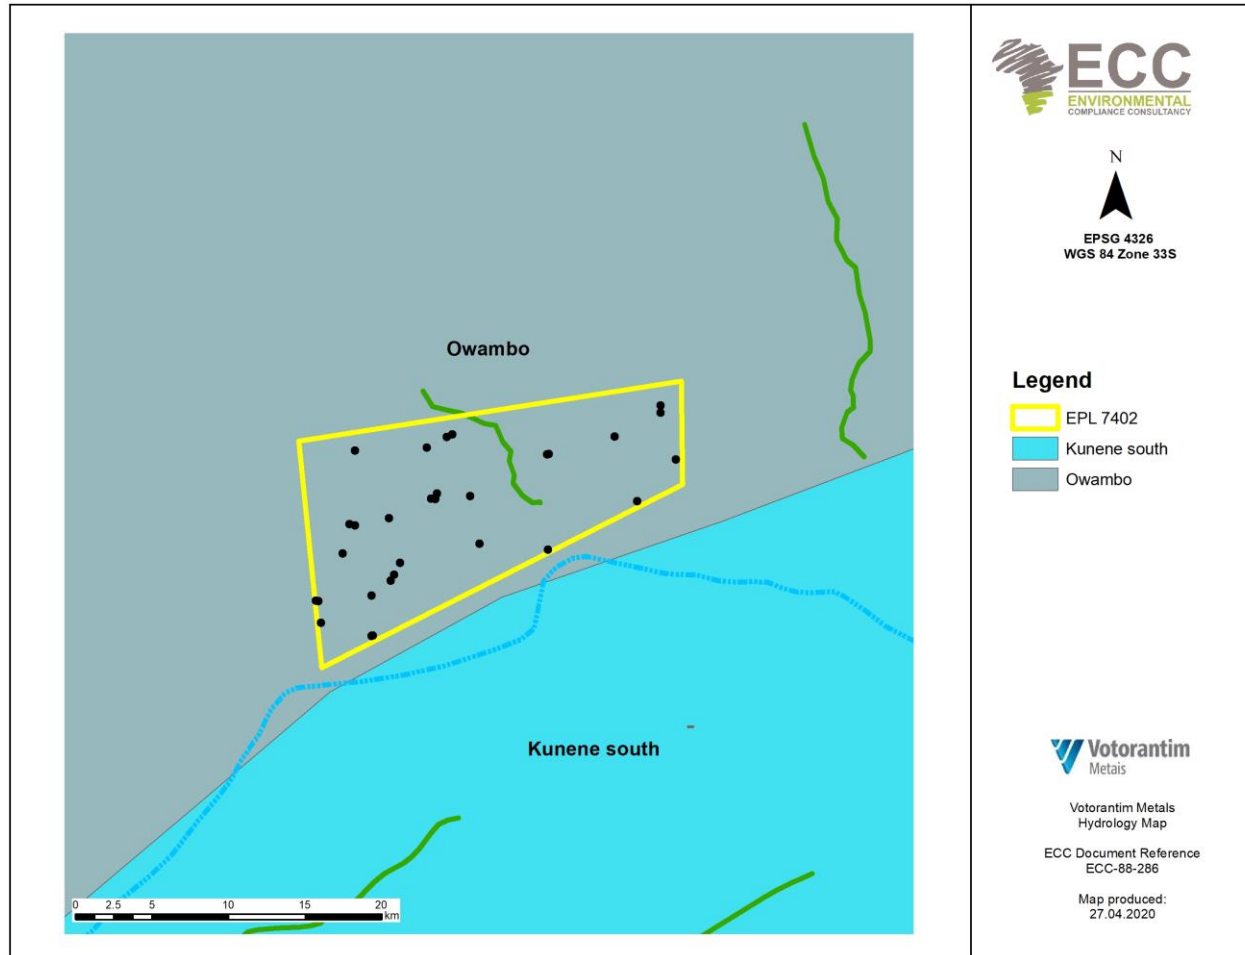 Owambo
Kunene south
0 2.5 5 10 15 20
km
ECC
ENVIRONMENTAL
COMPLIANCE CONSULTANCY
N
EPSG 4326
WGS 84 Zone 33S
Legend
EPL 7402
Kunene south
Owambo
Votorantim
Metais
Votorantim Metals
Hydrology Map
ECC Document Reference
ECC-88-286
Map produced:
27.04.2020